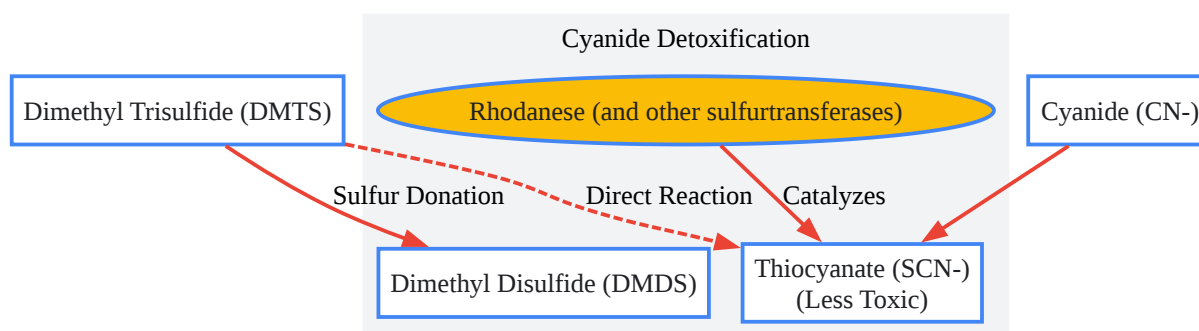 Cyanide Detoxification
Dimethyl Trisulfide (DMTS)
Rhodanese (and other sulfurtransferases)
Cyanide (CN-)
Sulfur Donation
Direct Reaction
Catalyzes
Dimethyl Disulfide (DMDS)
Thiocyanate (SCN-)
(Less Toxic)